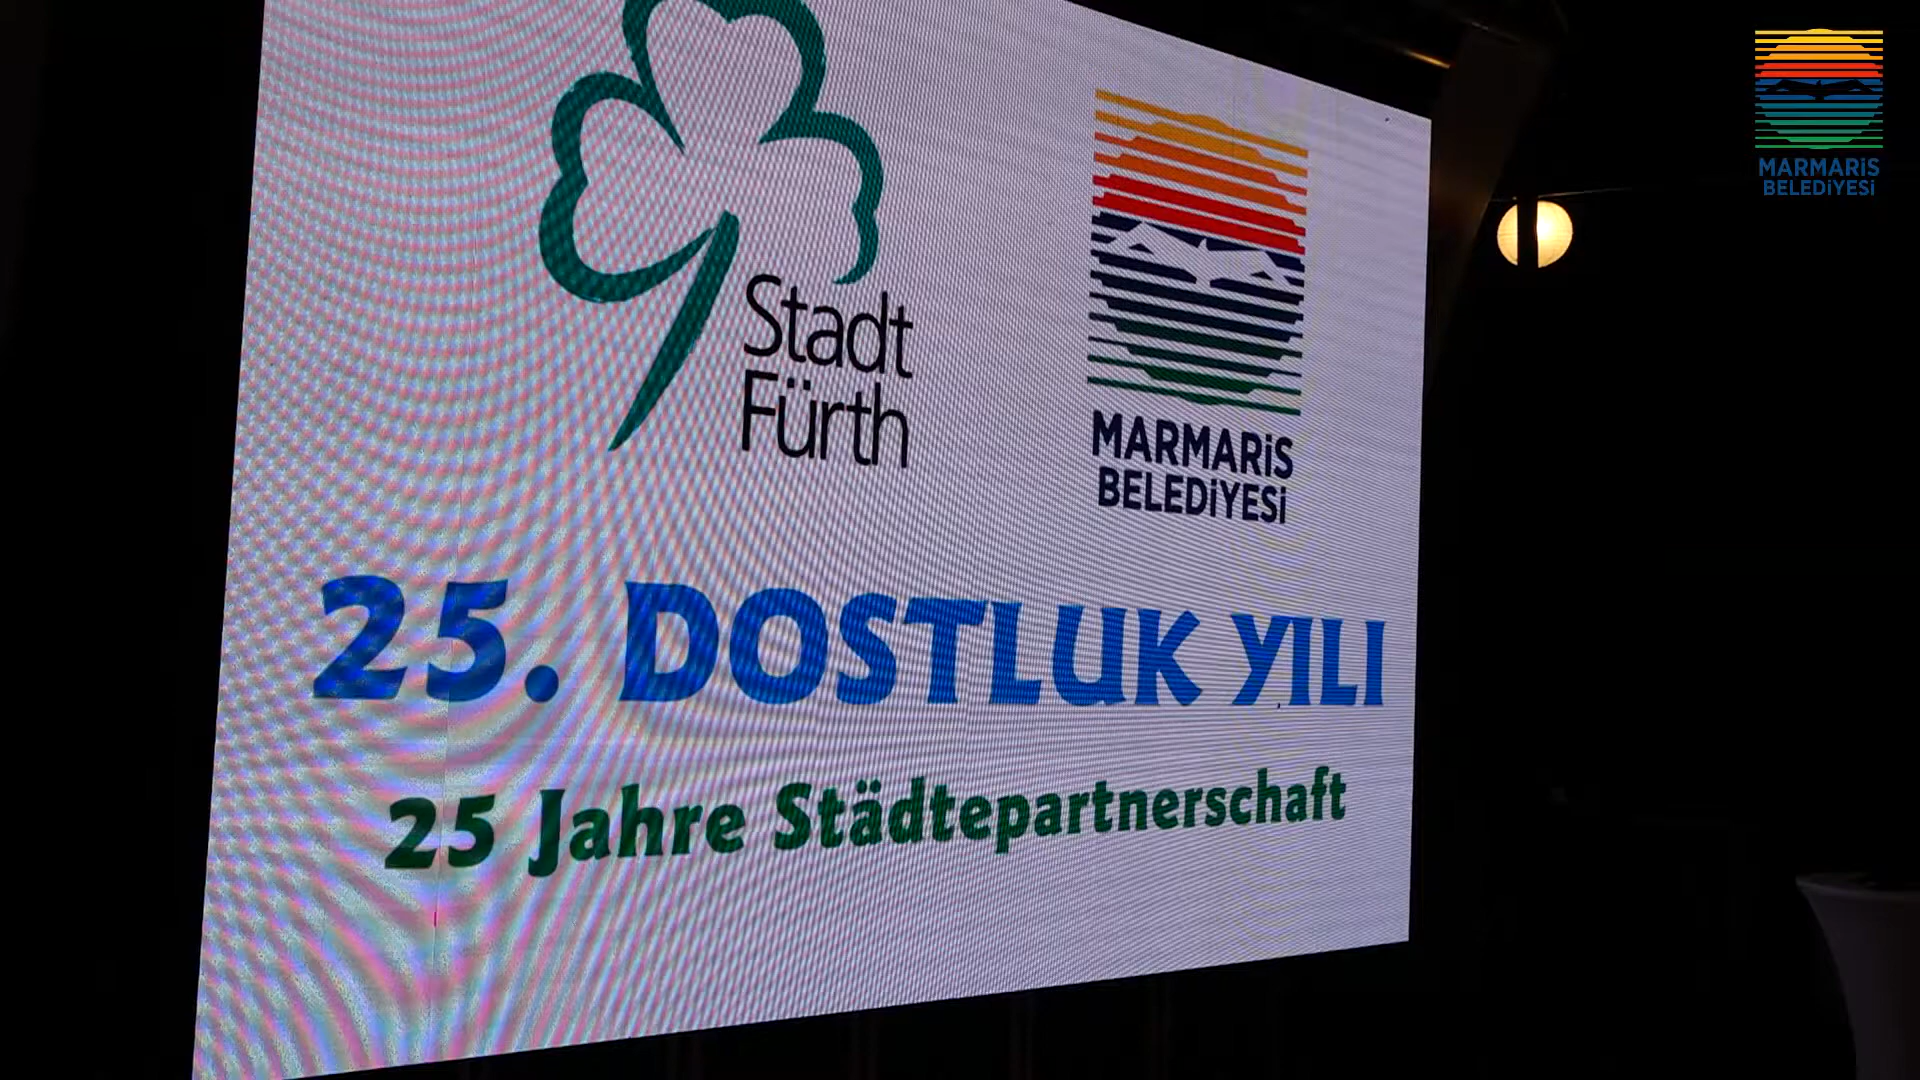 Stadt
Fürth
MARMARiS
BELEDiYESi
25. DOSTLUK YILI
25 Jahre Städtepartnerschaft
MARMARiS
BELEDiYESi